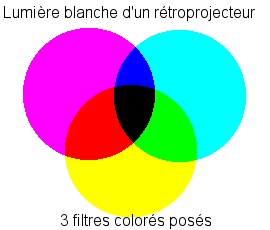 Lumière blanche d'un rétroprojecteur
3 filtres colorés posés